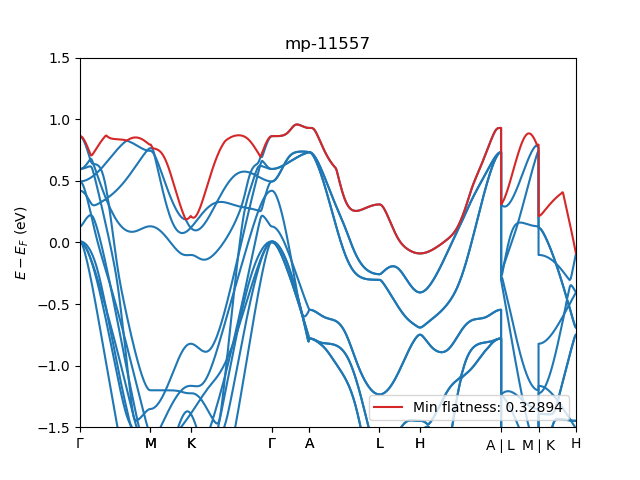 mp-11557
E − E_F (eV)
1.5
1.0
0.5
0.0
−0.5
−1.0
−1.5
Min flatness: 0.32894
Γ M K Γ A L H A | L M | K H